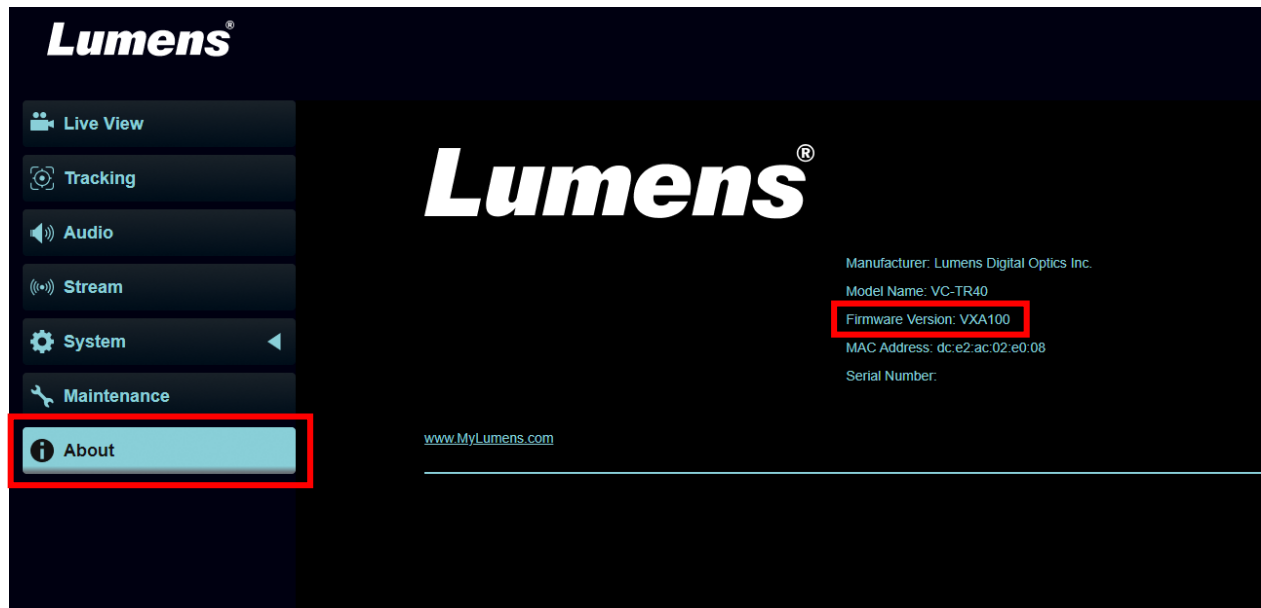 Lumens®
Live View
Tracking
Audio
Stream
System
Maintenance
About
Lumens®
Manufacturer: Lumens Digital Optics Inc.
Model Name: VC-TR40
Firmware Version: VXA100
MAC Address: dc:e2:ac:02:e0:08
Serial Number:
www.MyLumens.com